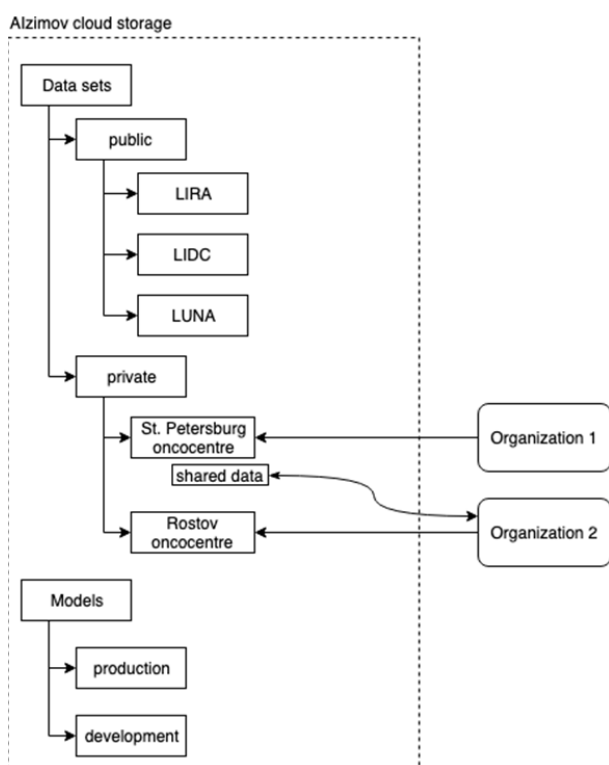 Alzimov cloud storage
Data sets
public
LIRA
LIDC
LUNA
private
St. Petersburg
oncocentre
Organization 1
shared data
Rostov
oncocentre
Organization 2
Models
production
development